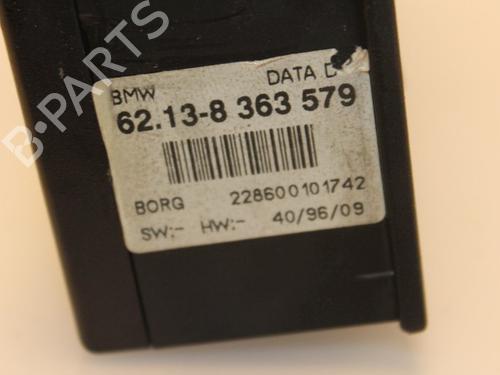 BMW DATA D
62.13-8 363 579
BORG 228600101742
SW:- HW:- 40/96/09
B-PARTS